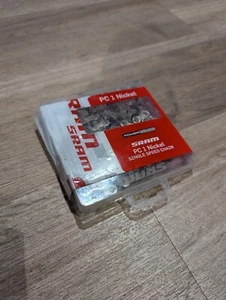 PC 1 Nickel
SRAM
SRAM
PC 1 Nickel
SINGLE SPEED CHAIN